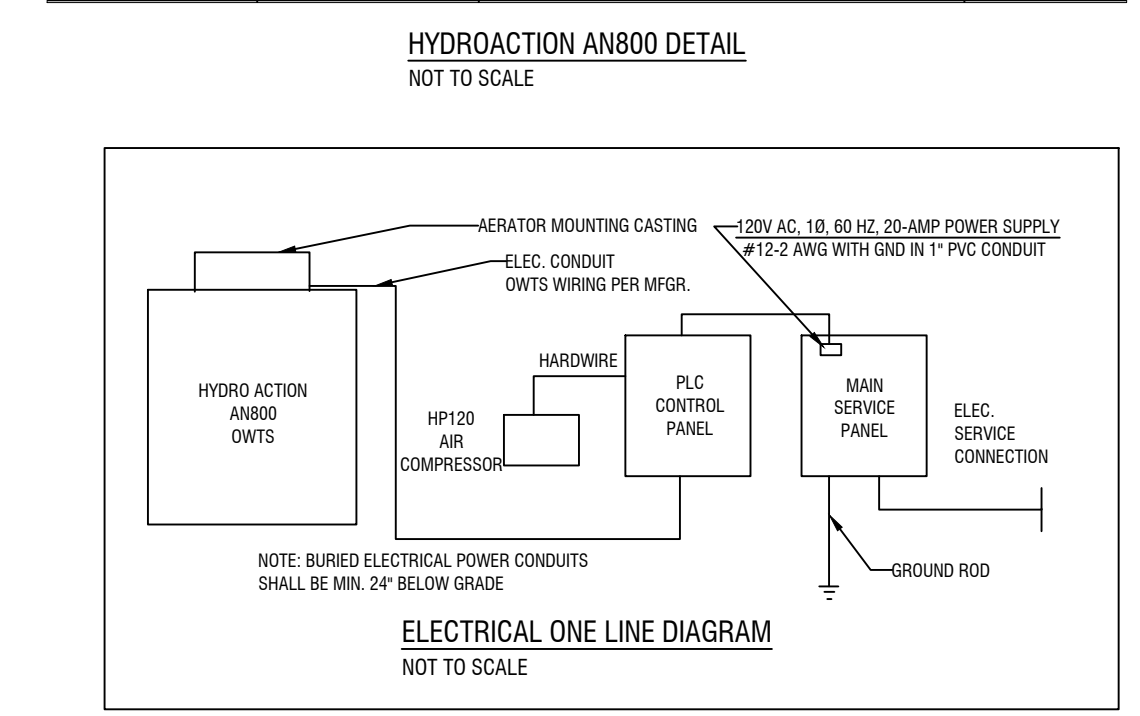 HYDROACTION AN800 DETAIL
NOT TO SCALE
AERATOR MOUNTING CASTING
120V AC, 1Ø, 60 HZ, 20-AMP POWER SUPPLY
#12-2 AWG WITH GND IN 1" PVC CONDUIT
ELEC. CONDUIT
OWTS WIRING PER MFGR.
HARDWIRE
HYDRO ACTION
AN800
OWTS
HP120
AIR
COMPRESSOR
PLC
CONTROL
PANEL
MAIN
SERVICE
PANEL
ELEC.
SERVICE
CONNECTION
NOTE: BURIED ELECTRICAL POWER CONDUITS
SHALL BE MIN. 24" BELOW GRADE
GROUND ROD
ELECTRICAL ONE LINE DIAGRAM
NOT TO SCALE